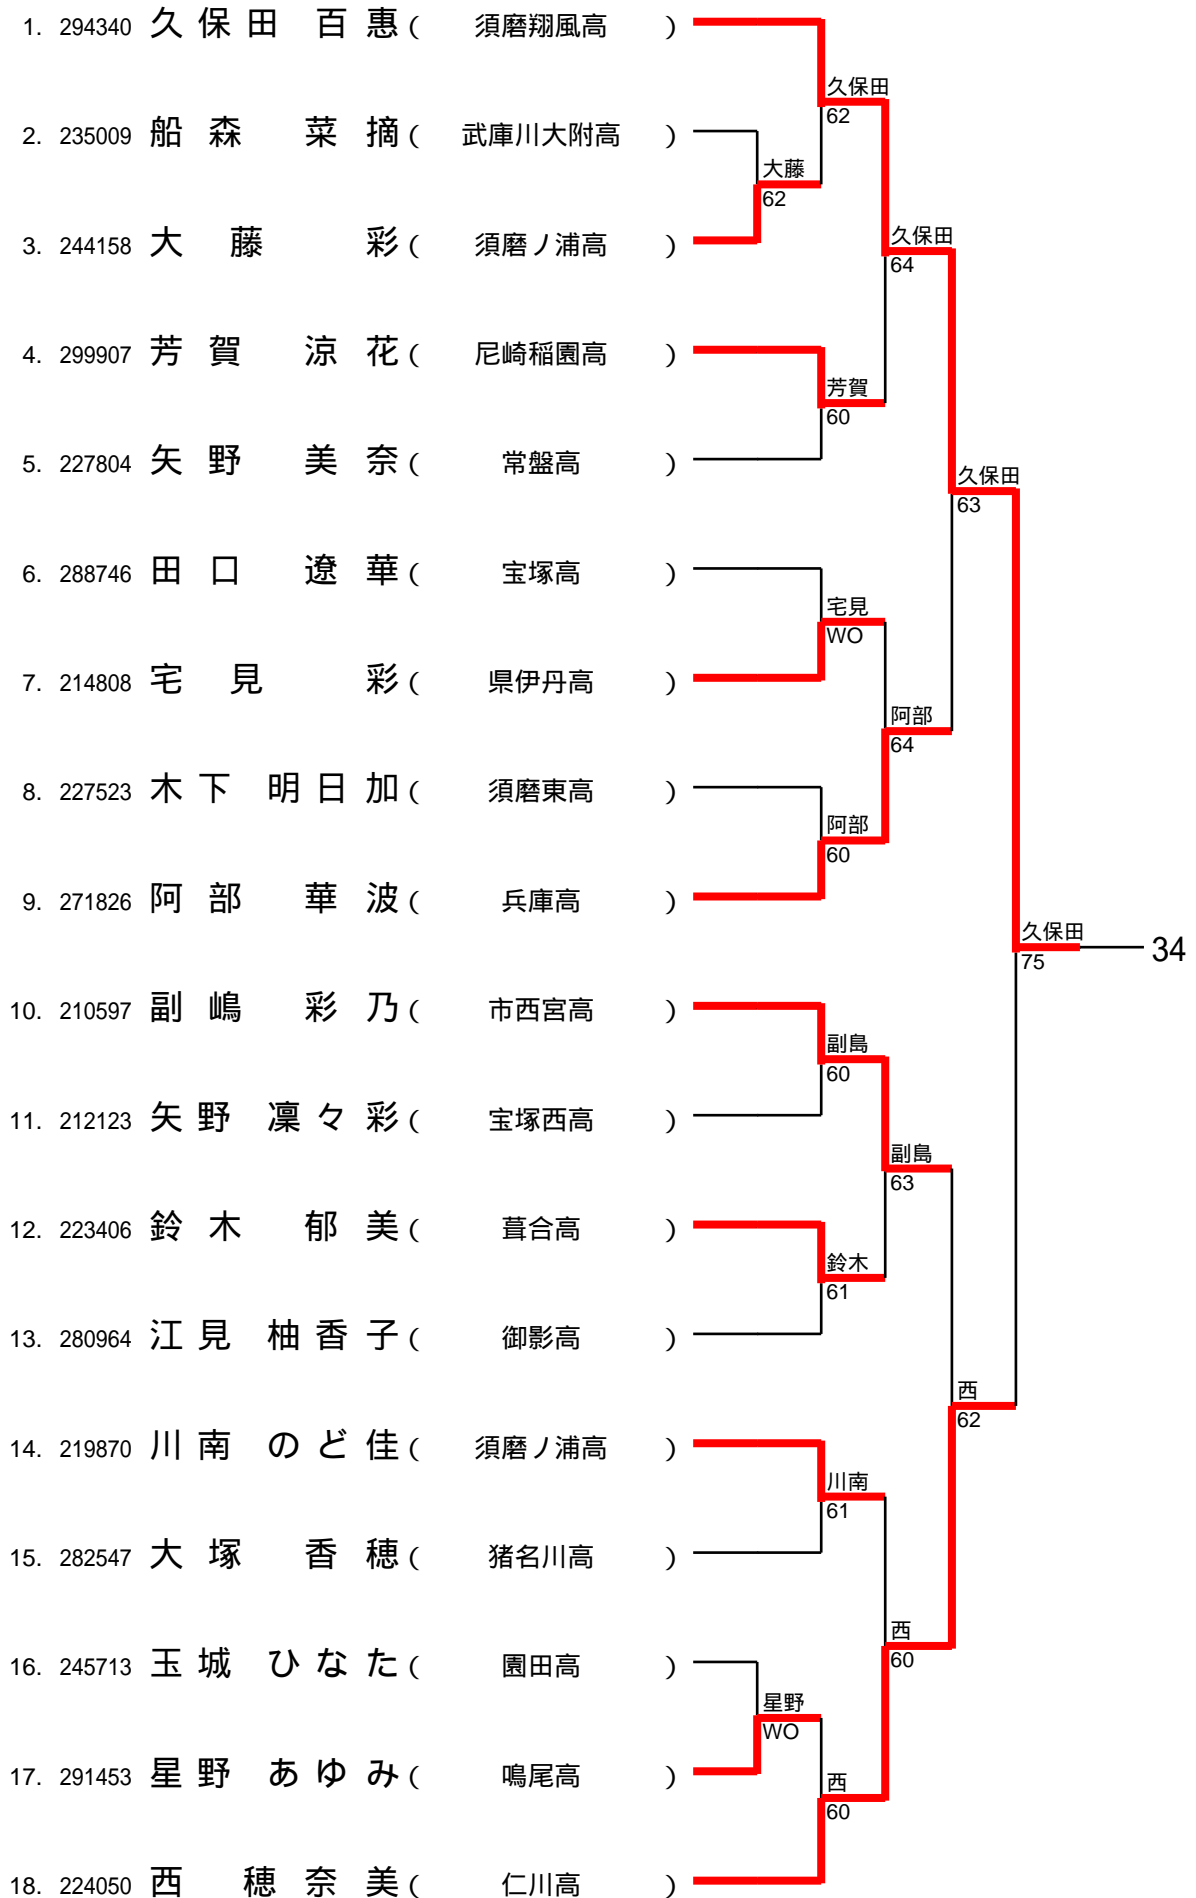 1. 294340 久保田 百惠 ( 須磨翔風高 )
久保田
62
2. 235009 船森 菜摘 ( 武庫川大附高 )
大藤
62
3. 244158 大藤 彩 ( 須磨ノ浦高 )
久保田
64
4. 299907 芳賀 涼花 ( 尼崎稲園高 )
芳賀
60
5. 227804 矢野 美奈 ( 常盤高 )
久保田
63
6. 288746 田口 遼華 ( 宝塚高 )
宅見
WO
7. 214808 宅見 彩 ( 県伊丹高 )
阿部
64
8. 227523 木下 明日加 ( 須磨東高 )
阿部
60
9. 271826 阿部 華波 ( 兵庫高 )
久保田
75
34
10. 210597 副嶋 彩乃 ( 市西宮高 )
副島
60
11. 212123 矢野 凜々彩 ( 宝塚西高 )
副島
63
12. 223406 鈴木 郁美 ( 葺合高 )
鈴木
61
13. 280964 江見 柚香子 ( 御影高 )
西
62
14. 219870 川南 のど佳 ( 須磨ノ浦高 )
川南
61
15. 282547 大塚 香穂 ( 猪名川高 )
西
60
16. 245713 玉城 ひなた ( 園田高 )
星野
WO
17. 291453 星野 あゆみ ( 鳴尾高 )
西
60
18. 224050 西 穂奈美 ( 仁川高 )